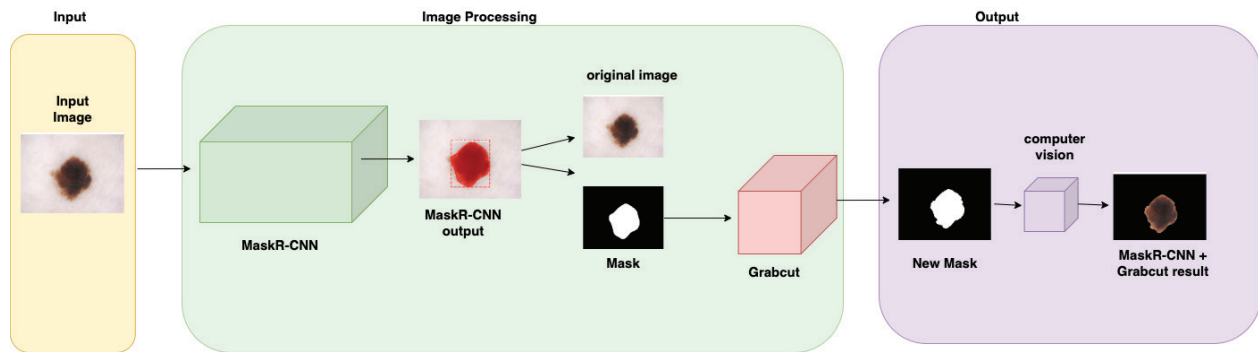 Input
Image Processing
Output
Input
Image
original image
MaskR-CNN
MaskR-CNN
output
Mask
Grabcut
computer
vision
New Mask
MaskR-CNN +
Grabcut result